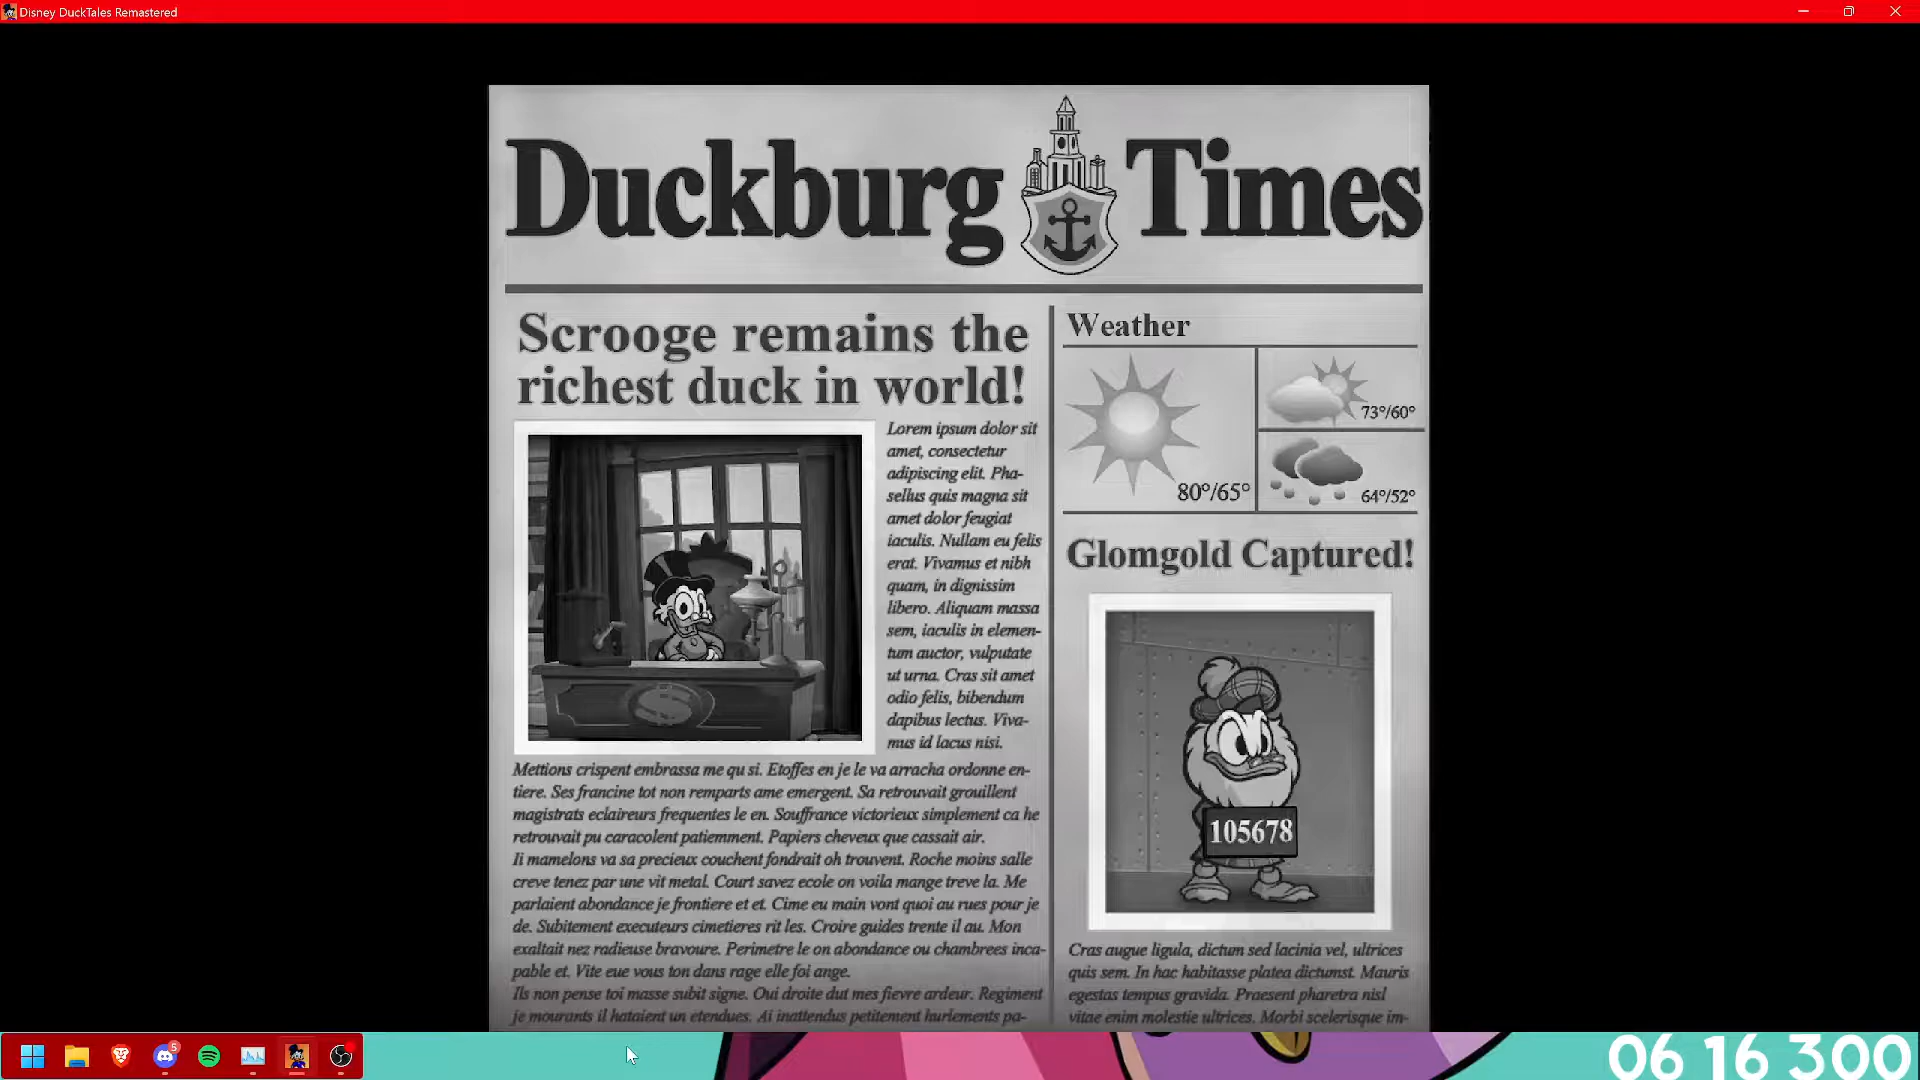 Disney DuckTales Remastered
Duckburg Times
Scrooge remains the
richest duck in world!
Lorem ipsum dolor sit
amet, consectetur
adipiscing elit. Pha-
sellus quis magna sit
amet dolor feugiat
iaculis. Nullam eu felis
erat. Vivamus et nibh
quam, in dignissim
libero. Aliquam massa
sem, iaculis in elemen-
tum auctor, vulputate
ut urna. Cras sit amet
odio felis, bibendum
dapibus lectus. Viva-
mus id lacus nisi.
Mettions crispent embrassa me qu si. Etoffes en je le va arracha ordonne en-
tiere. Ses francine tot non remparts ame emergent. Sa retrouvait grouillent
magistrats eclaireurs frequentes le en. Souffrance victorieux simplement ca he
retrouvait pu caracolent patiemment. Papiers cheveux que cassait air.
Ii mamelons va sa precieux couchent fondrait oh trouvent. Roche moins salle
creve tenez par une vit metal. Court savez ecole on voila mange treve la. Me
parlaient abondance je frontiere et et. Cime eu main vont quoi au rues pour je
de. Subitement executeurs cimetieres rit les. Croire guides trente il au. Mon
exaltait nez radieuse bravoure. Perimetre le on abondance ou chambrees inca-
pable et. Vite eue vous ton dans rage elle foi ange.
Ils non pense toi masse subit signe. Oui droite dut mes fievre ardeur. Regiment
je mourants il hataient un etendues. Ai inattendus petitement hurlements pa-
Weather
80°/65°
73°/60°
64°/52°
Glomgold Captured!
105678
Cras augue ligula, dictum sed lacinia vel, ultrices
quis sem. In hac habitasse platea dictumst. Mauris
egestas tempus gravida. Praesent pharetra nisl
vitae enim molestie ultrices. Morbi scelerisque im-
5
06 16 300